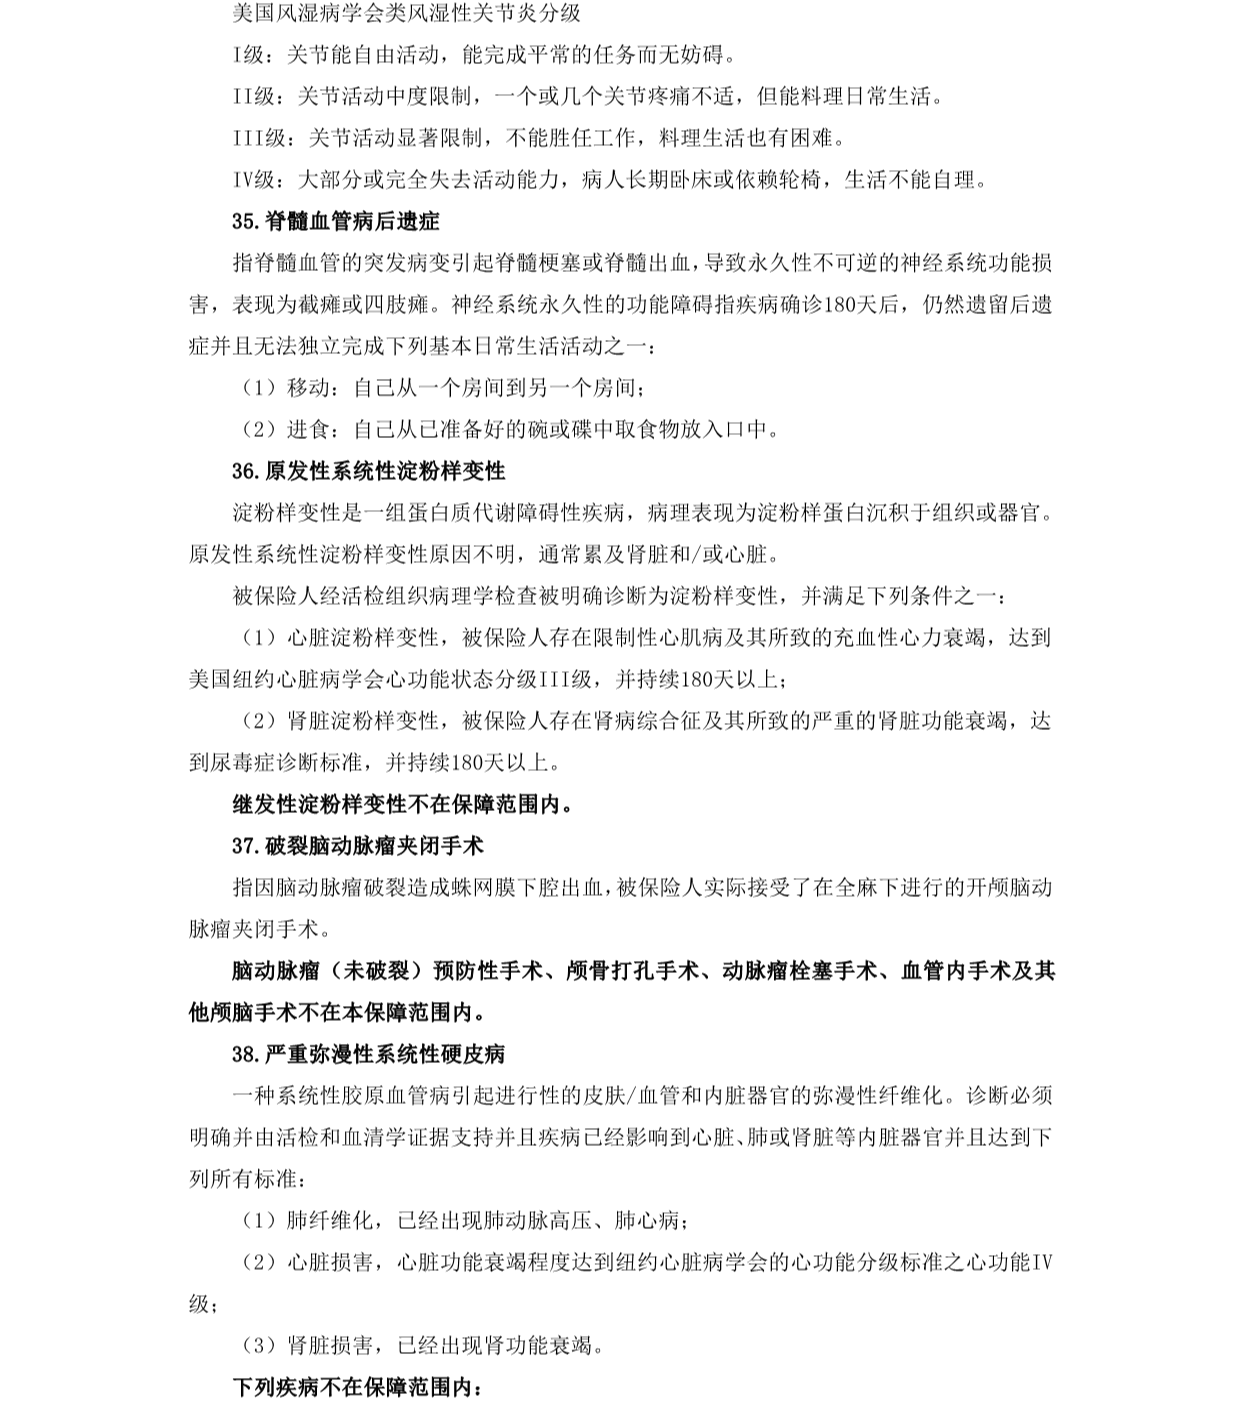 美国风湿病学会类风湿性关节炎分级
I级：关节能自由活动，能完成平常的任务而无妨碍。
II级：关节活动中度限制，一个或几个关节疼痛不适，但能料理日常生活。
III级：关节活动显著限制，不能胜任工作，料理生活也有困难。
IV级：大部分或完全失去活动能力，病人长期卧床或依赖轮椅，生活不能自理。
35.脊髓血管病后遗症
指脊髓血管的突发病变引起脊髓梗塞或脊髓出血，导致永久性不可逆的神经系统功能损
害，表现为截瘫或四肢瘫。神经系统永久性的功能障碍指疾病确诊180天后，仍然遗留后遗
症并且无法独立完成下列基本日常生活活动之一：
（1）移动：自己从一个房间到另一个房间；
（2）进食：自己从已准备好的碗或碟中取食物放入口中。
36.原发性系统性淀粉样变性
淀粉样变性是一组蛋白质代谢障碍性疾病，病理表现为淀粉样蛋白沉积于组织或器官。
原发性系统性淀粉样变性原因不明，通常累及肾脏和/或心脏。
被保险人经活检组织病理学检查被明确诊断为淀粉样变性，并满足下列条件之一：
（1）心脏淀粉样变性，被保险人存在限制性心肌病及其所致的充血性心力衰竭，达到
美国纽约心脏病学会心功能状态分级III级，并持续180天以上；
（2）肾脏淀粉样变性，被保险人存在肾病综合征及其所致的严重的肾脏功能衰竭，达
到尿毒症诊断标准，并持续180天以上。
继发性淀粉样变性不在保障范围内。
37.破裂脑动脉瘤夹闭手术
指因脑动脉瘤破裂造成蛛网膜下腔出血，被保险人实际接受了在全麻下进行的开颅脑动
脉瘤夹闭手术。
脑动脉瘤（未破裂）预防性手术、颅骨打孔手术、动脉瘤栓塞手术、血管内手术及其
他颅脑手术不在本保障范围内。
38.严重弥漫性系统性硬皮病
一种系统性胶原血管病引起进行性的皮肤/血管和内脏器官的弥漫性纤维化。诊断必须
明确并由活检和血清学证据支持并且疾病已经影响到心脏、肺或肾脏等内脏器官并且达到下
列所有标准：
（1）肺纤维化，已经出现肺动脉高压、肺心病；
（2）心脏损害，心脏功能衰竭程度达到纽约心脏病学会的心功能分级标准之心功能IV
级；
（3）肾脏损害，已经出现肾功能衰竭。
下列疾病不在保障范围内：